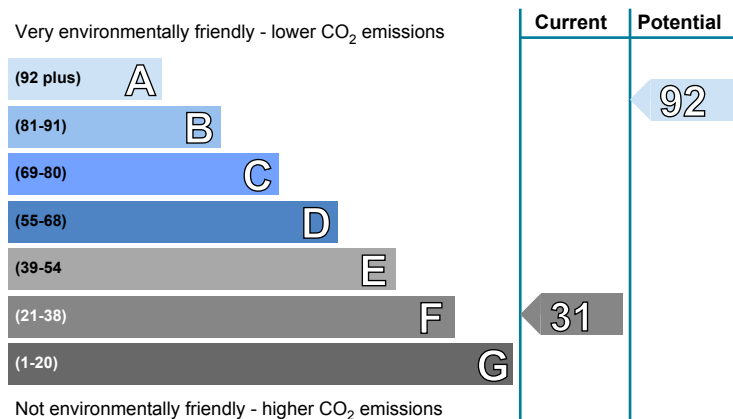 Very environmentally friendly - lower CO₂ emissions
Current
Potential
(92 plus) A
92
(81-91) B
(69-80) C
(55-68) D
(39-54 E
(21-38) F
31
(1-20) G
Not environmentally friendly - higher CO₂ emissions